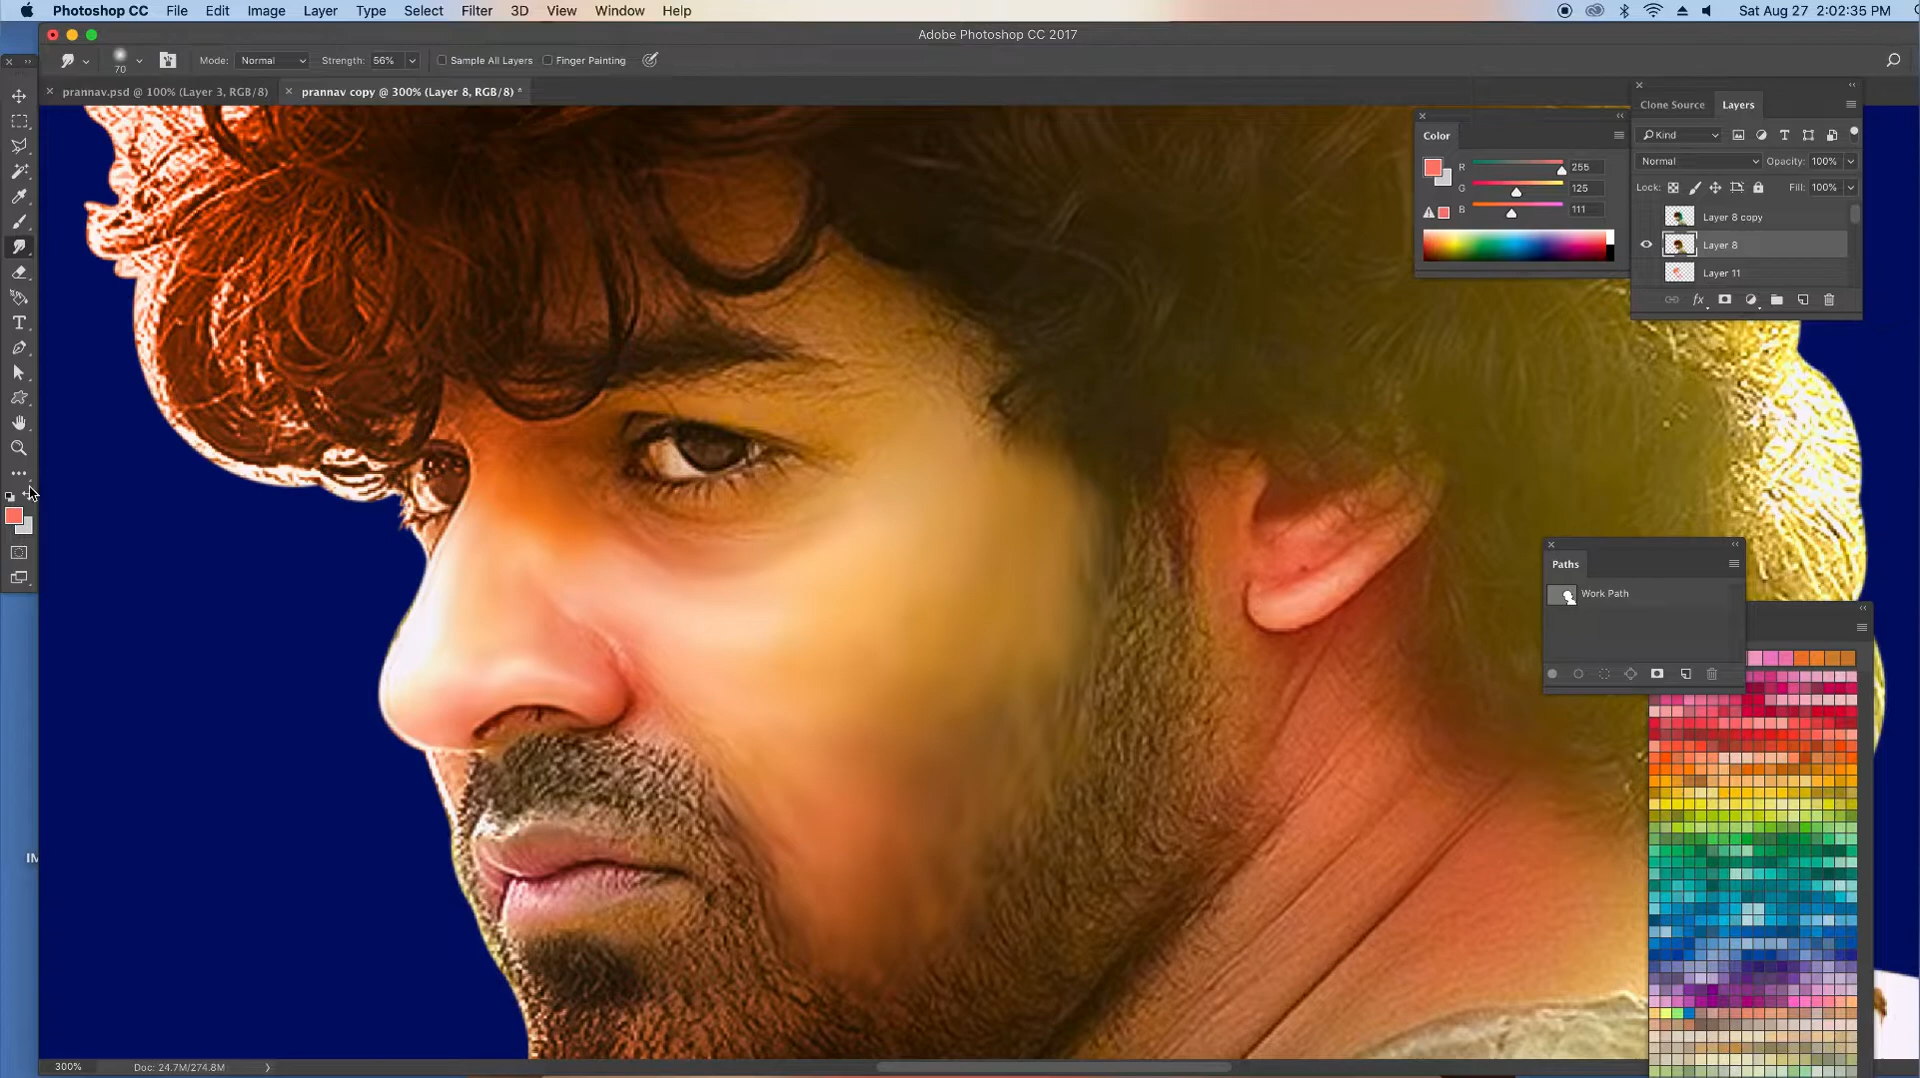 Photoshop CC File Edit Image Layer Type Select Filter 3D View Window Help Sat Aug 27 2:02:35 PM
Adobe Photoshop CC 2017
70 Mode: Normal Strength: 56% Sample All Layers Finger Painting
prannav.psd @ 100% (Layer 3, RGB/8) prannav copy @ 300% (Layer 8, RGB/8) *
Clone Source Layers
Color
Kind
Normal Opacity: 100%
R 255
Lock: Fill: 100%
G 125
B 111
Layer 8 copy
Layer 8
Layer 11
fx
Paths
Work Path
IM
300% Doc: 24.7M/274.8M